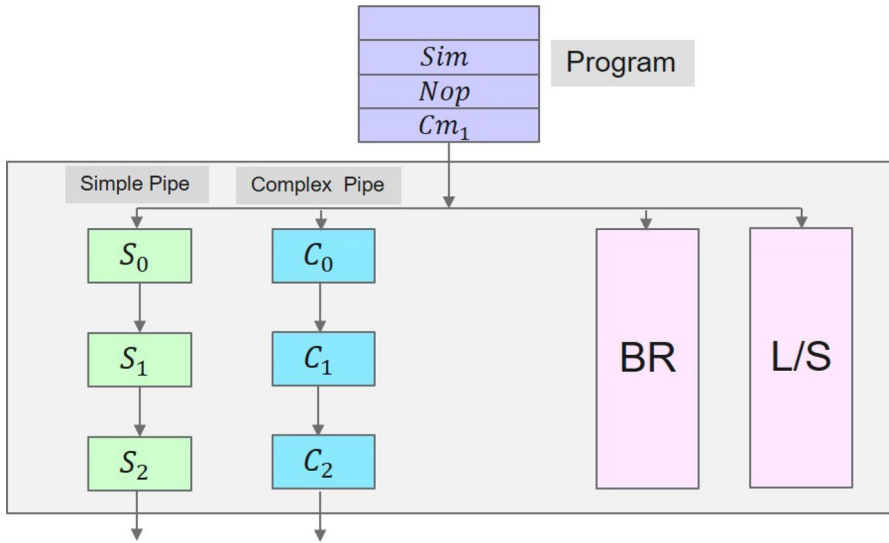 Sim
Program
Nop
Cm₁
Simple Pipe
Complex Pipe
S₀
C₀
S₁
C₁
BR
L/S
S₂
C₂